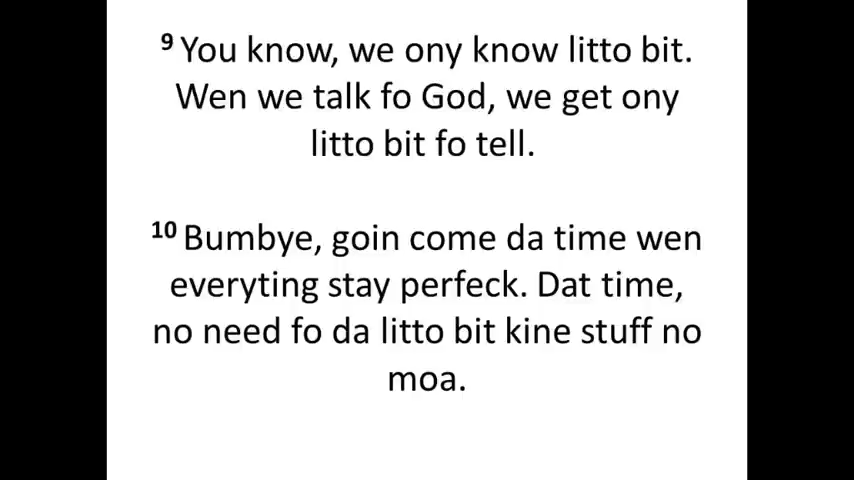 9 You know, we ony know litto bit.
Wen we talk fo God, we get ony
litto bit fo tell.
10 Bumbye, goin come da time wen
everyting stay perfeck. Dat time,
no need fo da litto bit kine stuff no
moa.